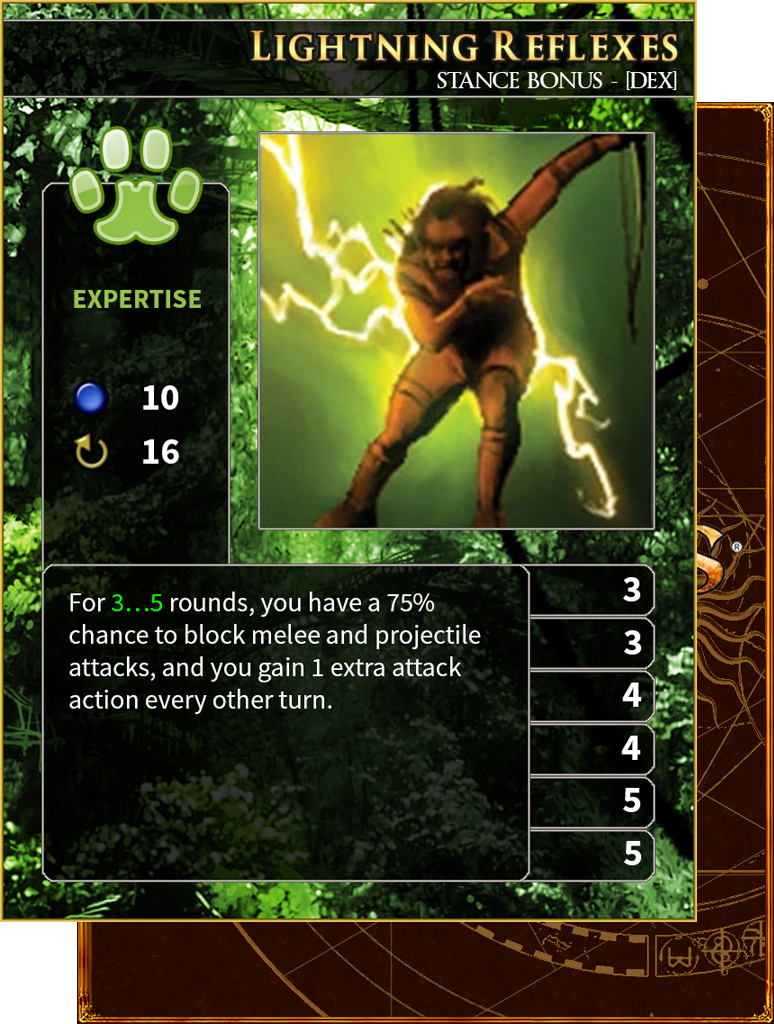 LIGHTNING REFLEXES
STANCE BONUS - [DEX]
EXPERTISE
10
16
For 3...5 rounds, you have a 75%
chance to block melee and projectile
attacks, and you gain 1 extra attack
action every other turn.
3
3
4
4
5
5
S®